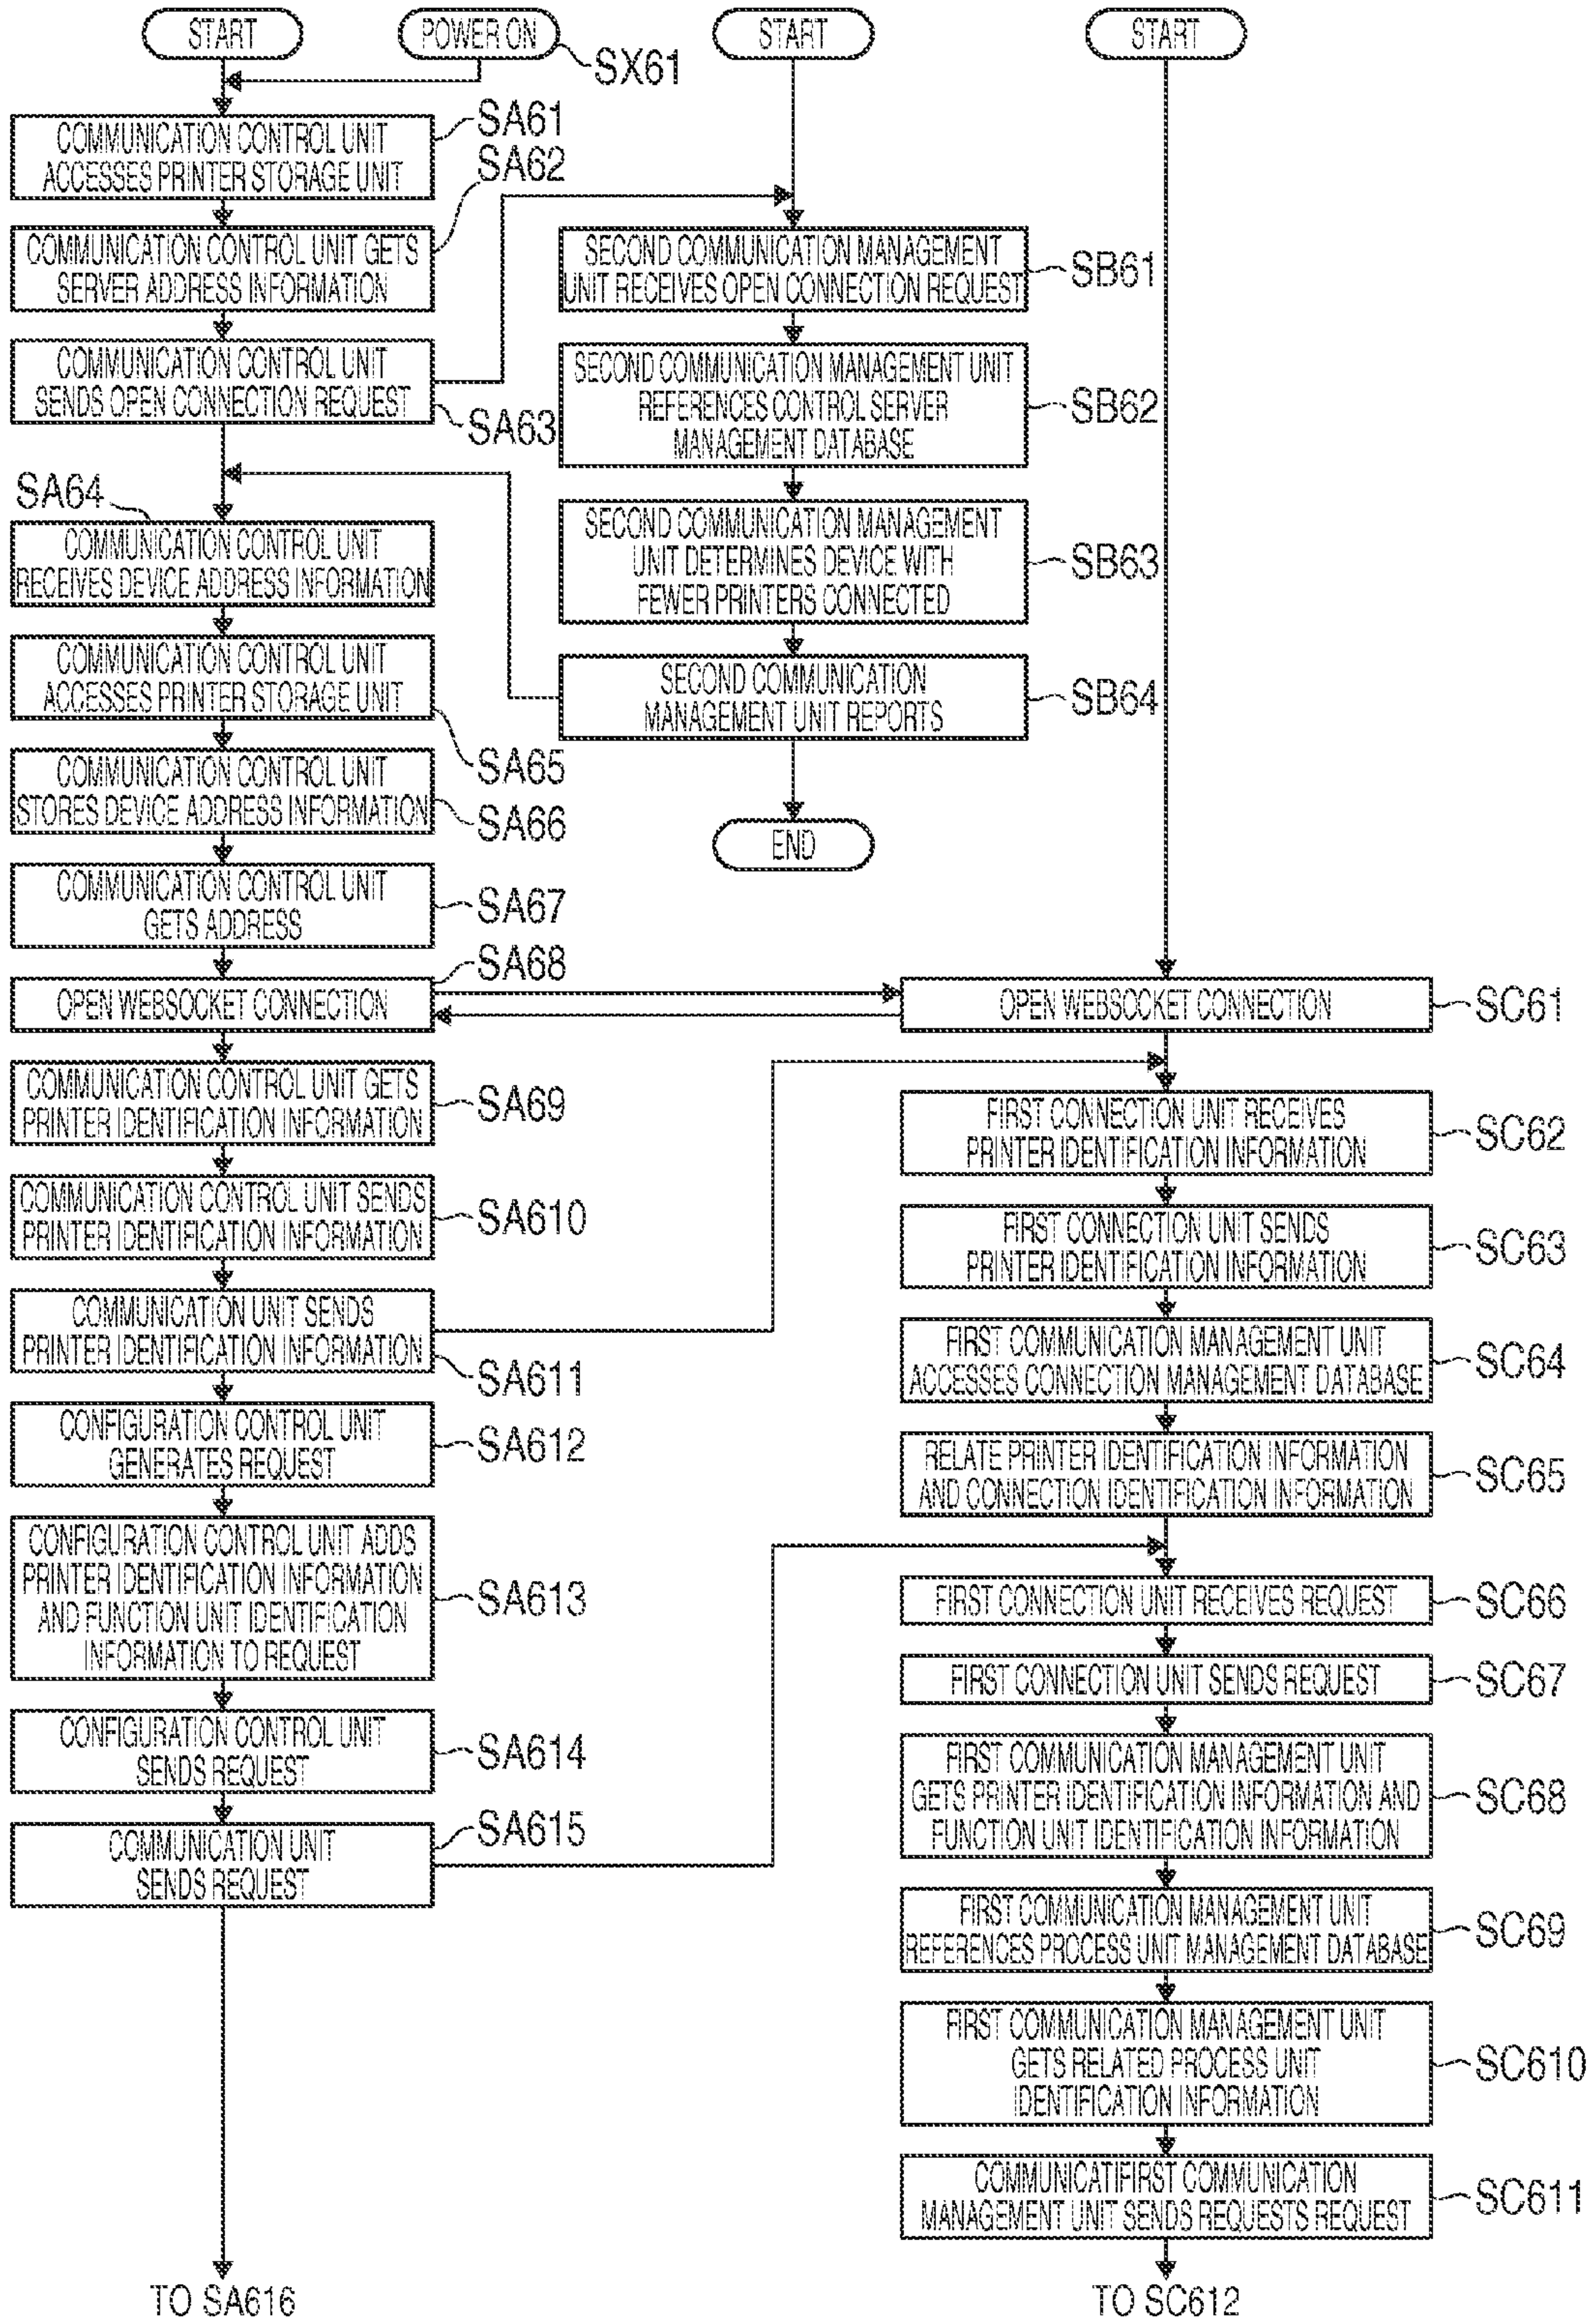 START
POWER ON
SX61
START
START
COMMUNICATION CONTROL UNIT
ACCESSES PRINTER STORAGE UNIT
SA61
SA62
COMMUNICATION CONTROL UNIT GETS
SERVER ADDRESS INFORMATION
COMMUNICATION CONTROL UNIT
SENDS OPEN CONNECTION REQUEST
SA63
SA64
COMMUNICATION CONTROL UNIT
RECEIVES DEVICE ADDRESS INFORMATION
COMMUNICATION CONTROL UNIT
ACCESSES PRINTER STORAGE UNIT
SA65
COMMUNICATION CONTROL UNIT
STORES DEVICE ADDRESS INFORMATION
SA66
COMMUNICATION CONTROL UNIT
GETS ADDRESS
SA67
SA68
OPEN WEBSOCKET CONNECTION
COMMUNICATION CONTROL UNIT GETS
PRINTER IDENTIFICATION INFORMATION
SA69
COMMUNICATION CONTROL UNIT SENDS
PRINTER IDENTIFICATION INFORMATION
SA610
COMMUNICATION UNIT SENDS
PRINTER IDENTIFICATION INFORMATION
SA611
CONFIGURATION CONTROL UNIT
GENERATES REQUEST
SA612
CONFIGURATION CONTROL UNIT ADDS
PRINTER IDENTIFICATION INFORMATION
AND FUNCTION UNIT IDENTIFICATION
INFORMATION TO REQUEST
SA613
CONFIGURATION CONTROL UNIT
SENDS REQUEST
SA614
COMMUNICATION UNIT
SENDS REQUEST
SA615
TO SA616
SECOND COMMUNICATION MANAGEMENT
UNIT RECEIVES OPEN CONNECTION REQUEST
SB61
SECOND COMMUNICATION MANAGEMENT UNIT
REFERENCES CONTROL SERVER
MANAGEMENT DATABASE
SB62
SECOND COMMUNICATION MANAGEMENT
UNIT DETERMINES DEVICE WITH
FEWER PRINTERS CONNECTED
SB63
SECOND COMMUNICATION
MANAGEMENT UNIT REPORTS
SB64
END
OPEN WEBSOCKET CONNECTION
SC61
FIRST CONNECTION UNIT RECEIVES
PRINTER IDENTIFICATION INFORMATION
SC62
FIRST CONNECTION UNIT SENDS
PRINTER IDENTIFICATION INFORMATION
SC63
FIRST COMMUNICATION MANAGEMENT UNIT
ACCESSES CONNECTION MANAGEMENT DATABASE
SC64
RELATE PRINTER IDENTIFICATION INFORMATION
AND CONNECTION IDENTIFICATION INFORMATION
SC65
FIRST CONNECTION UNIT RECEIVES REQUEST
SC66
FIRST CONNECTION UNIT SENDS REQUEST
SC67
FIRST COMMUNICATION MANAGEMENT UNIT
GETS PRINTER IDENTIFICATION INFORMATION AND
FUNCTION UNIT IDENTIFICATION INFORMATION
SC68
FIRST COMMUNICATION MANAGEMENT UNIT
REFERENCES PROCESS UNIT MANAGEMENT DATABASE
SC69
FIRST COMMUNICATION MANAGEMENT UNIT
GETS RELATED PROCESS UNIT
IDENTIFICATION INFORMATION
SC610
COMMUNICATIFIRST COMMUNICATION
MANAGEMENT UNIT SENDS REQUESTS REQUEST
SC611
TO SC612